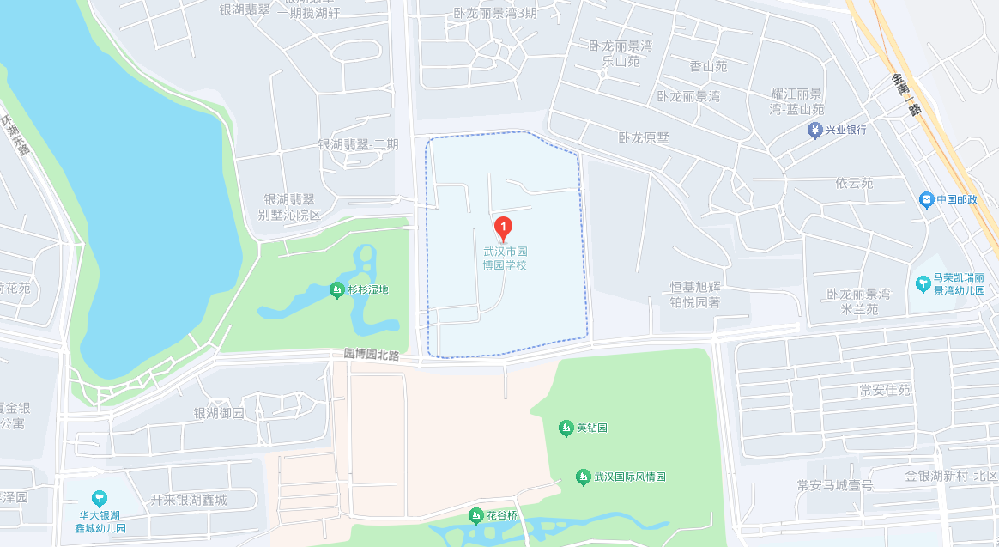 银湖翡翠
一期揽湖轩
卧龙丽景湾3期
卧龙丽景湾
乐山苑
香山苑
卧龙丽景湾
耀江丽景
湾-蓝山苑
金南一路
兴业银行
环湖东路
银湖翡翠-二期
卧龙原墅
依云苑
中国邮政
银湖翡翠
别墅沁院区
1
武汉市园
博园学校
杉杉湿地
荷花苑
恒基旭辉
铂悦园著
卧龙丽景湾-
米兰苑
马荣凯瑞丽
景湾幼儿园
园博园北路
常安佳苑
银湖御园
金银
公寓
英钻园
武汉国际风情园
常安马城壹号
金银湖新村-北区
泽园
开来银湖鑫城
华大银湖
鑫城幼儿园
花谷桥